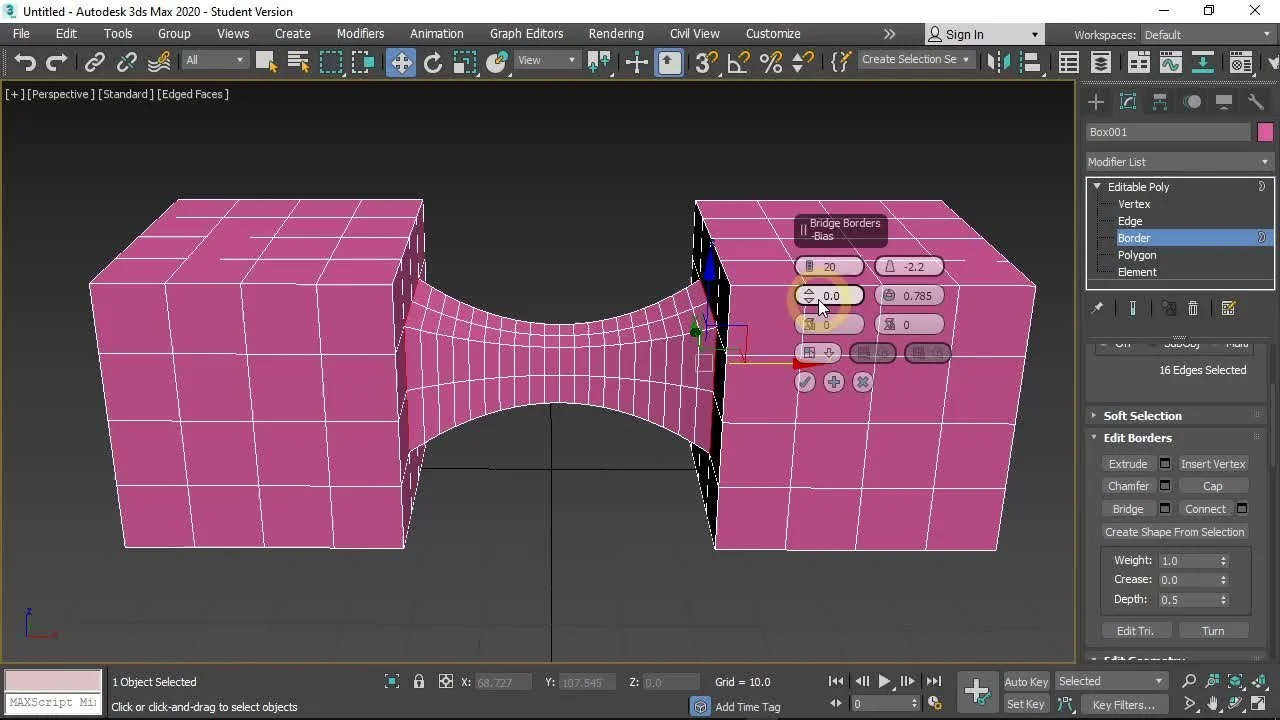 Untitled - Autodesk 3ds Max 2020 - Student Version
File Edit Tools Group Views Create Modifiers Animation Graph Editors Rendering Civil View Customize Sign In Workspaces: Default
All View Create Selection Se
[+] [Perspective] [Standard] [Edged Faces]
Box001
Modifier List
Editable Poly
Vertex
Edge
Border
Polygon
Element
Bridge Borders
-Bias
20 -2.2
0.0 0.785
0 0
16 Edges Selected
Soft Selection
Edit Borders
Extrude Insert Vertex
Chamfer Cap
Bridge Connect
Create Shape From Selection
Weight: 1.0
Crease: 0.0
Depth: 0.5
Edit Tri. Turn
z
MAXScript Mi
1 Object Selected X: 68.727 Y: 107.545 Z: 0.0 Grid = 10.0
Click or click-and-drag to select objects Add Time Tag
0
Auto Key Selected
Set Key Key Filters...